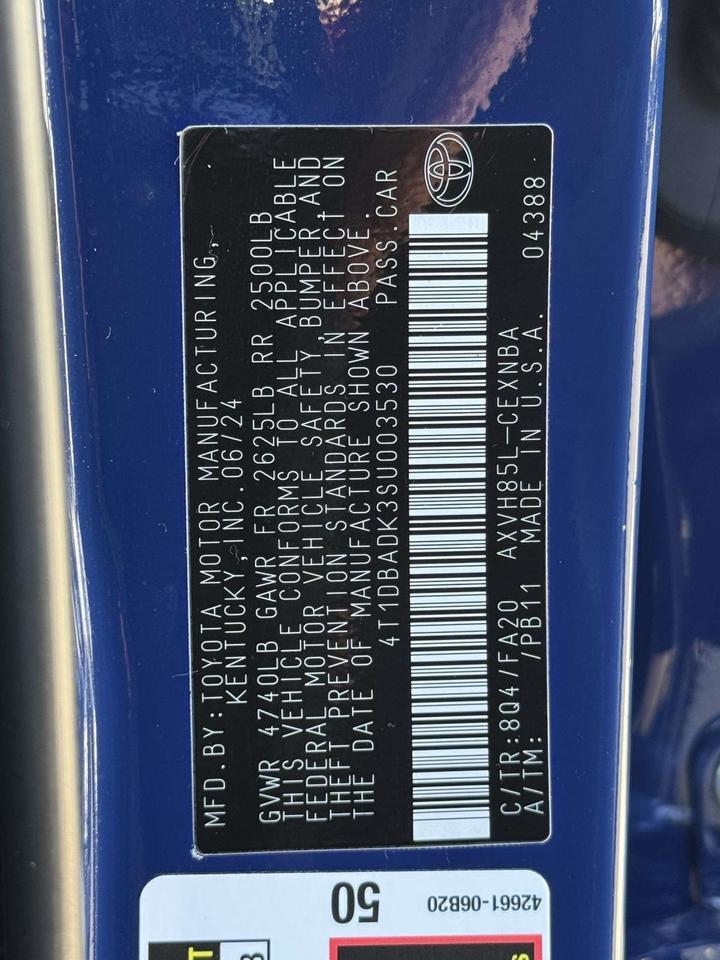 MFD.BY:TOYOTA MOTOR MANUFACTURING,
KENTUCKY,INC.06/24
GVWR 4740LB GAWR FR 2625LB RR 2500LB
THIS VEHICLE CONFORMS TO ALL APPLICABLE
FEDERAL MOTOR VEHICLE SAFETY, BUMPER,AND
THEFT PREVENTION STANDARDS IN EFFECT ON
THE DATE OF MANUFACTURE SHOWN ABOVE.
4T1DBADK3SU003530 PASS.CAR
C/TR:8Q4/FA20 AXVH85L-CEXNBA
A/TM: /PB11 MADE IN U.S.A. 04388
42661-06B20
50